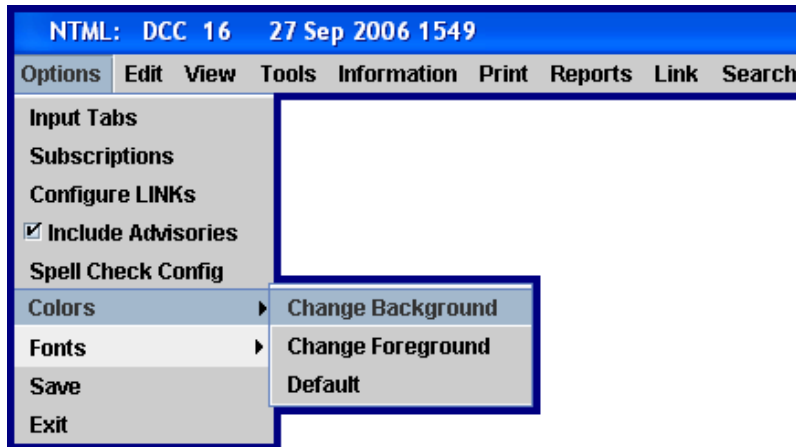 NTML: DCC 16 27 Sep 2006 1549
Options Edit View Tools Information Print Reports Link Search
Input Tabs
Subscriptions
Configure LINKs
Include Advisories
Spell Check Config
Colors
Change Background
Fonts
Change Foreground
Save
Default
Exit